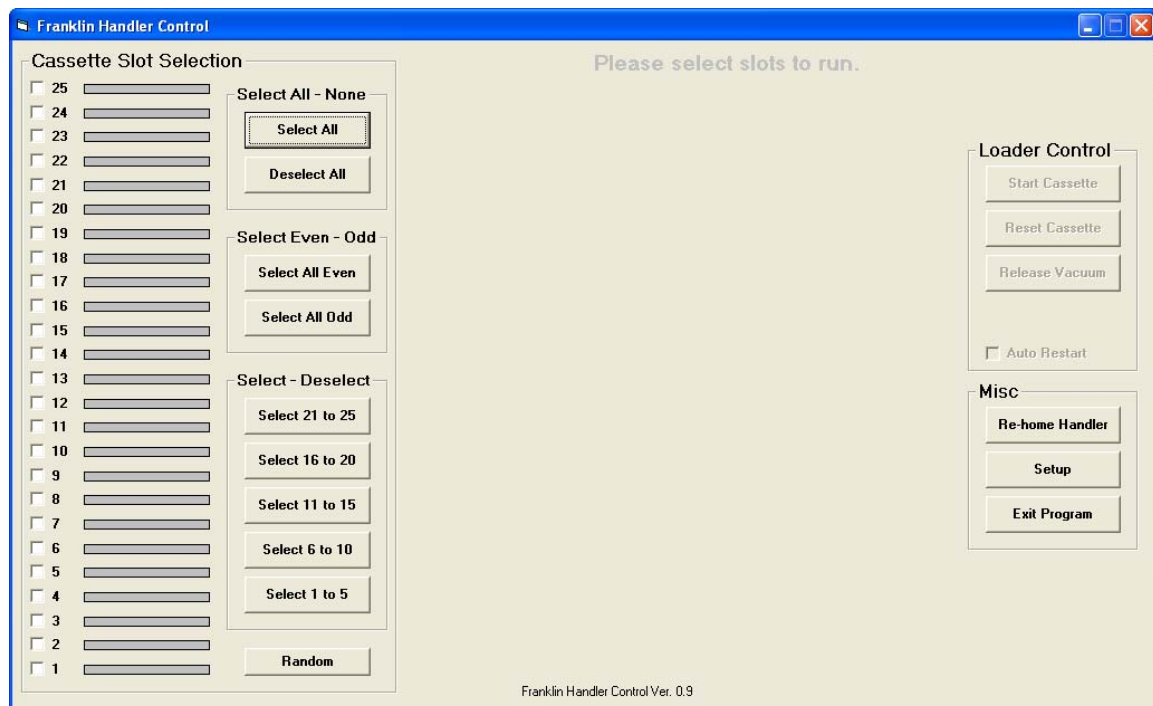 Franklin Handler Control
Cassette Slot Selection
25
24
23
22
21
20
19
18
17
16
15
14
13
12
11
10
9
8
7
6
5
4
3
2
1
Select All - None
Select All
Deselect All
Select Even - Odd
Select All Even
Select All Odd
Select - Deselect
Select 21 to 25
Select 16 to 20
Select 11 to 15
Select 6 to 10
Select 1 to 5
Random
Please select slots to run.
Loader Control
Start Cassette
Reset Cassette
Release Vacuum
Auto Restart
Misc
Re-home Handler
Setup
Exit Program
Franklin Handler Control Ver. 0.9